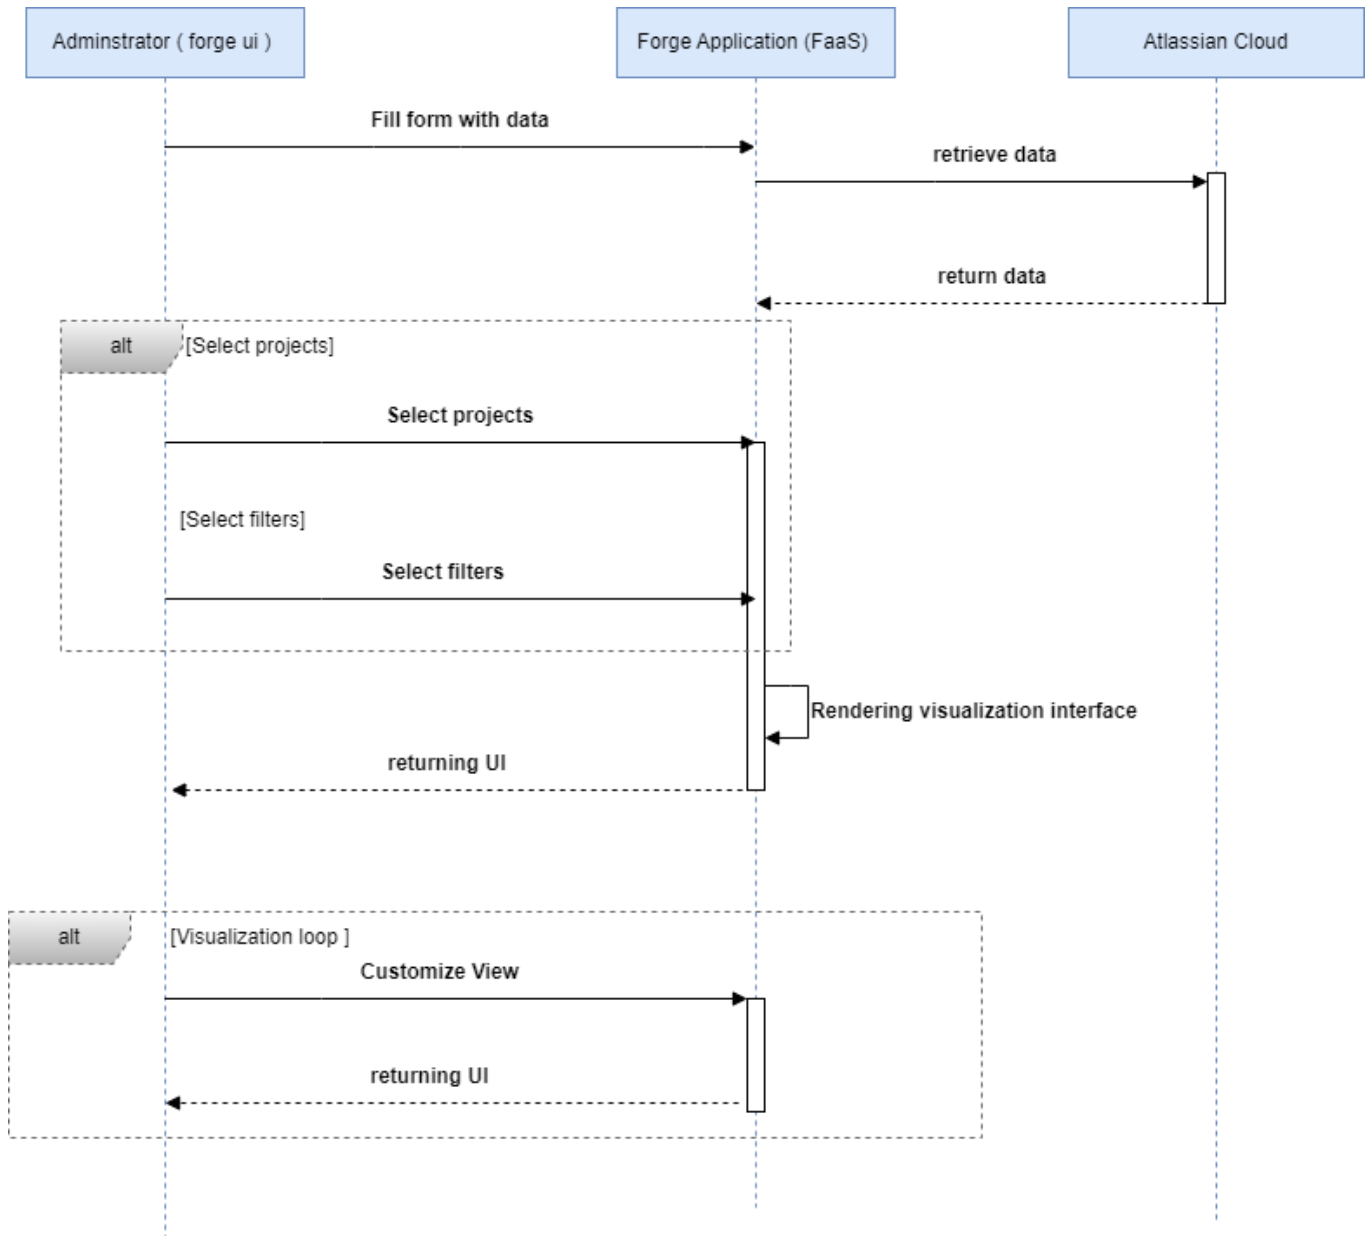 Adminstrator ( forge ui )
Forge Application (FaaS)
Atlassian Cloud
Fill form with data
retrieve data
return data
alt
[Select projects]
Select projects
[Select filters]
Select filters
Rendering visualization interface
returning UI
alt
[Visualization loop ]
Customize View
returning UI